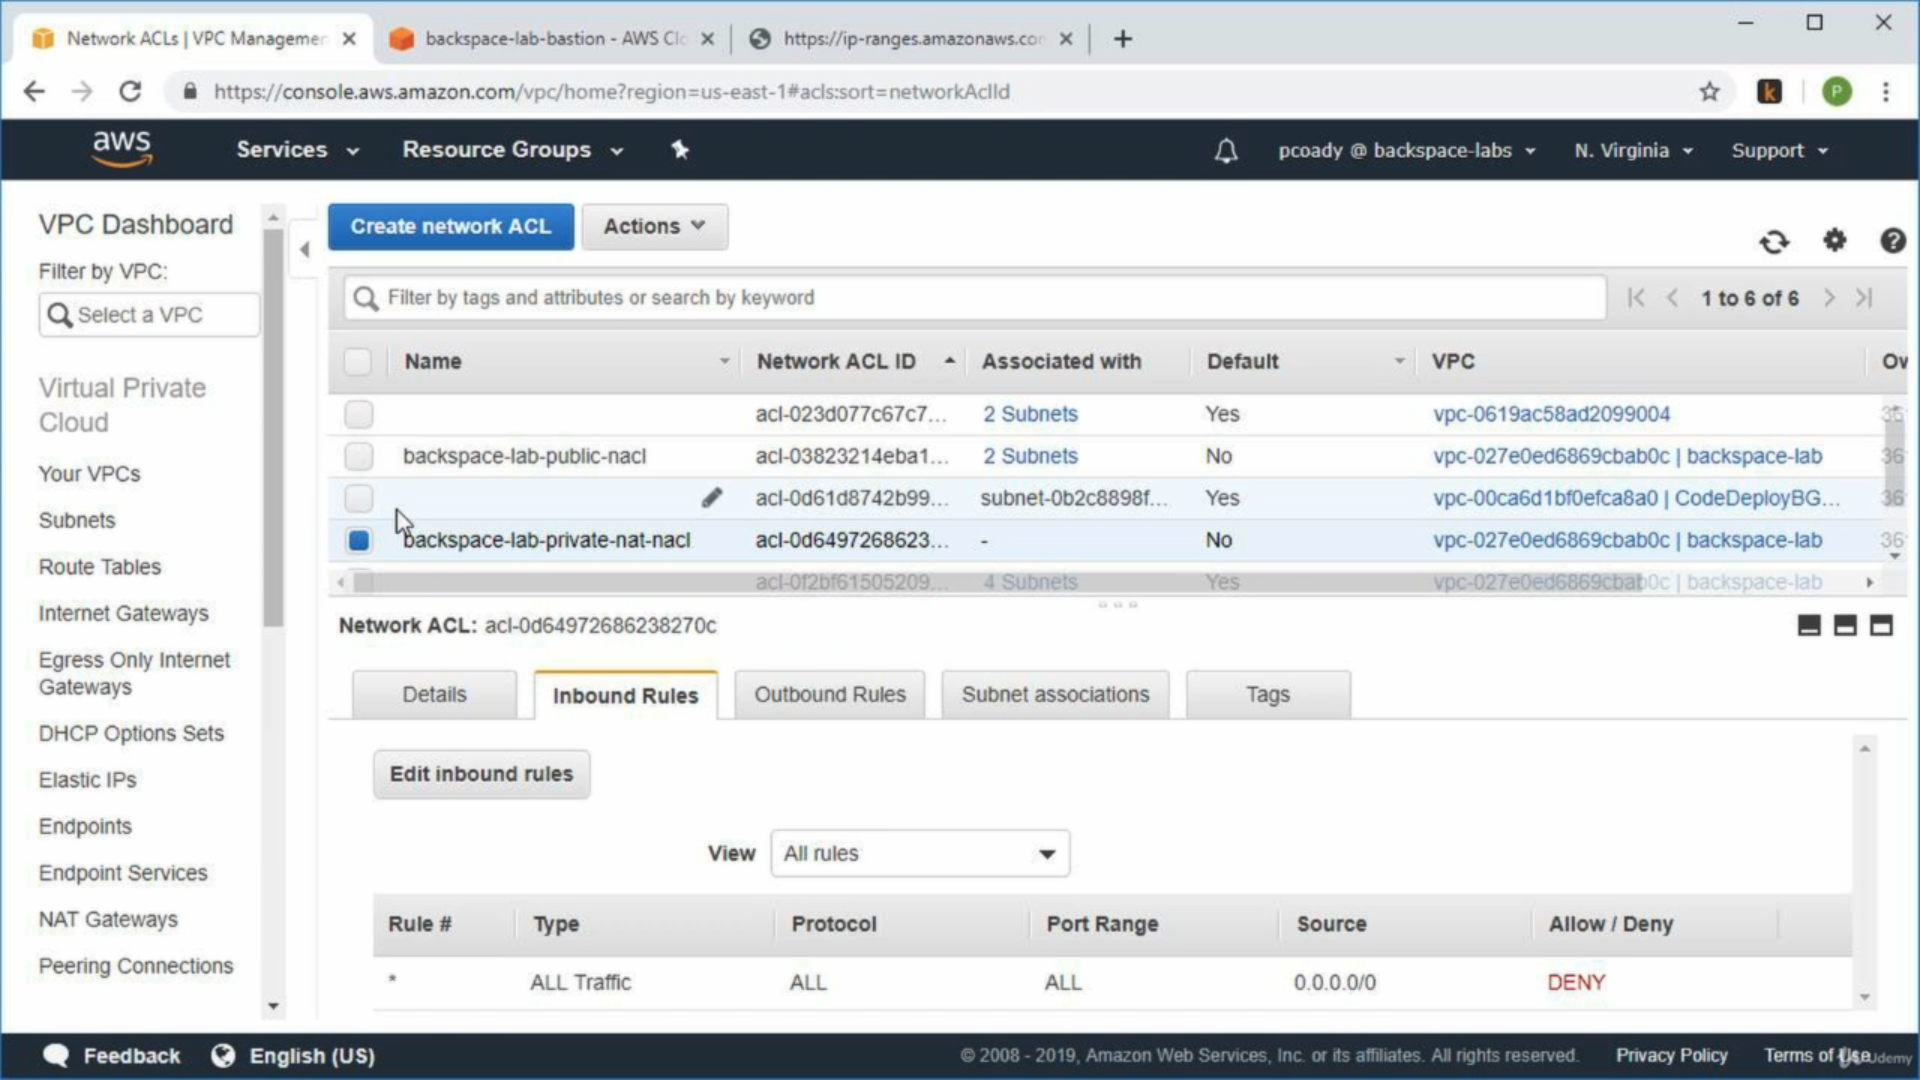 Network ACLs | VPC Managemen
backspace-lab-bastion - AWS Clo
https://ip-ranges.amazonaws.con
https://console.aws.amazon.com/vpc/home?region=us-east-1#acls:sort=networkAclId
k
P
aws
Services
Resource Groups
pcoady @ backspace-labs
N. Virginia
Support
VPC Dashboard
Filter by VPC:
Select a VPC
Virtual Private
Cloud
Your VPCs
Subnets
Route Tables
Internet Gateways
Egress Only Internet
Gateways
DHCP Options Sets
Elastic IPs
Endpoints
Endpoint Services
NAT Gateways
Peering Connections
Create network ACL
Actions
Filter by tags and attributes or search by keyword
1 to 6 of 6
Name Network ACL ID Associated with Default VPC Ow
acl-023d077c67c7... 2 Subnets Yes vpc-0619ac58ad2099004 36
backspace-lab-public-nacl acl-03823214eba1... 2 Subnets No vpc-027e0ed6869cbab0c | backspace-lab 36
acl-0d61d8742b99... subnet-0b2c8898f... Yes vpc-00ca6d1bf0efca8a0 | CodeDeployBG... 36
backspace-lab-private-nat-nacl acl-0d6497268623... - No vpc-027e0ed6869cbab0c | backspace-lab 36
acl-0f2bf61505209... 4 Subnets Yes vpc-027e0ed6869cbab0c | backspace-lab
Network ACL: acl-0d64972686238270c
Details
Inbound Rules
Outbound Rules
Subnet associations
Tags
Edit inbound rules
View All rules
Rule # Type Protocol Port Range Source Allow / Deny
* ALL Traffic ALL ALL 0.0.0.0/0 DENY
Feedback
English (US)
© 2008 - 2019, Amazon Web Services, Inc. or its affiliates. All rights reserved.
Privacy Policy
Terms of Use
Udemy